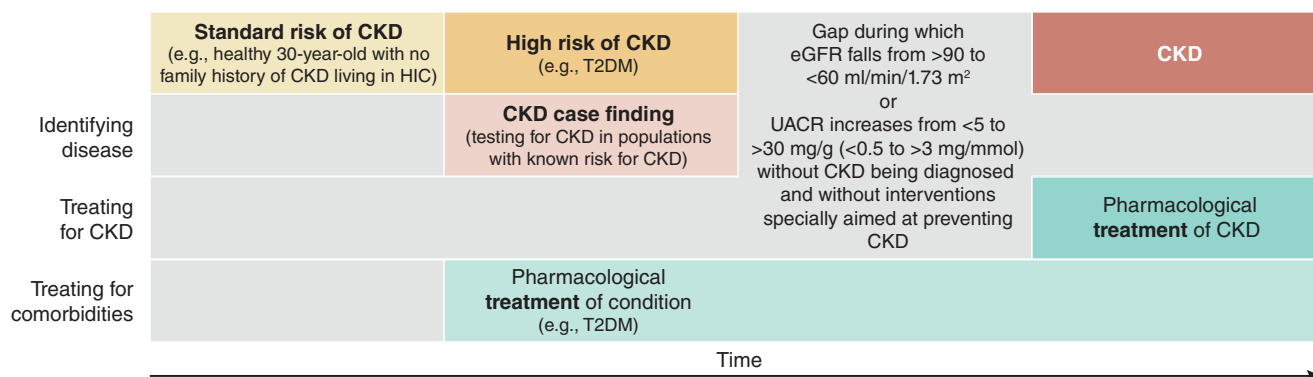 Standard risk of CKD
(e.g., healthy 30-year-old with no
family history of CKD living in HIC)
High risk of CKD
(e.g., T2DM)
Gap during which
eGFR falls from >90 to
<60 ml/min/1.73 m²
or
UACR increases from <5 to
>30 mg/g (<0.5 to >3 mg/mmol)
without CKD being diagnosed
and without interventions
specially aimed at preventing
CKD
CKD
Identifying
disease
CKD case finding
(testing for CKD in populations
with known risk for CKD)
Treating
for CKD
Pharmacological
treatment of CKD
Treating for
comorbidities
Pharmacological
treatment of condition
(e.g., T2DM)
Time